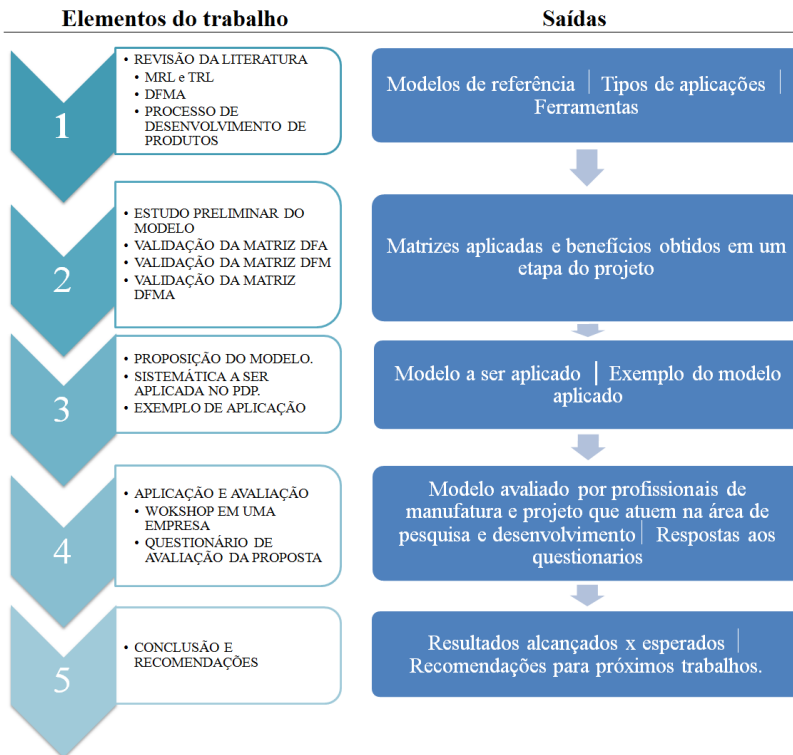 Elementos do trabalho
Saídas
1
• REVISÃO DA LITERATURA
• MRL e TRL
• DFMA
• PROCESSO DE
DESENVOLVIMENTO DE
PRODUTOS
Modelos de referência | Tipos de aplicações |
Ferramentas
2
• ESTUDO PRELIMINAR DO
MODELO
• VALIDAÇÃO DA MATRIZ DFA
• VALIDAÇÃO DA MATRIZ DFM
• VALIDAÇÃO DA MATRIZ
DFMA
Matrizes aplicadas e benefícios obtidos em um
etapa do projeto
3
• PROPOSIÇÃO DO MODELO.
• SISTEMÁTICA A SER
APLICADA NO PDP.
• EXEMPLO DE APLICAÇÃO
Modelo a ser aplicado | Exemplo do modelo
aplicado
4
• APLICAÇÃO E AVALIAÇÃO
• WOKSHOP EM UMA
EMPRESA
• QUESTIONÁRIO DE
AVALIAÇÃO DA PROPOSTA
Modelo avaliado por profissionais de
manufatura e projeto que atuem na área de
pesquisa e desenvolvimento | Respostas aos
questionarios
5
• CONCLUSÃO E
RECOMENDAÇÕES
Resultados alcançados x esperados |
Recomendações para próximos trabalhos.